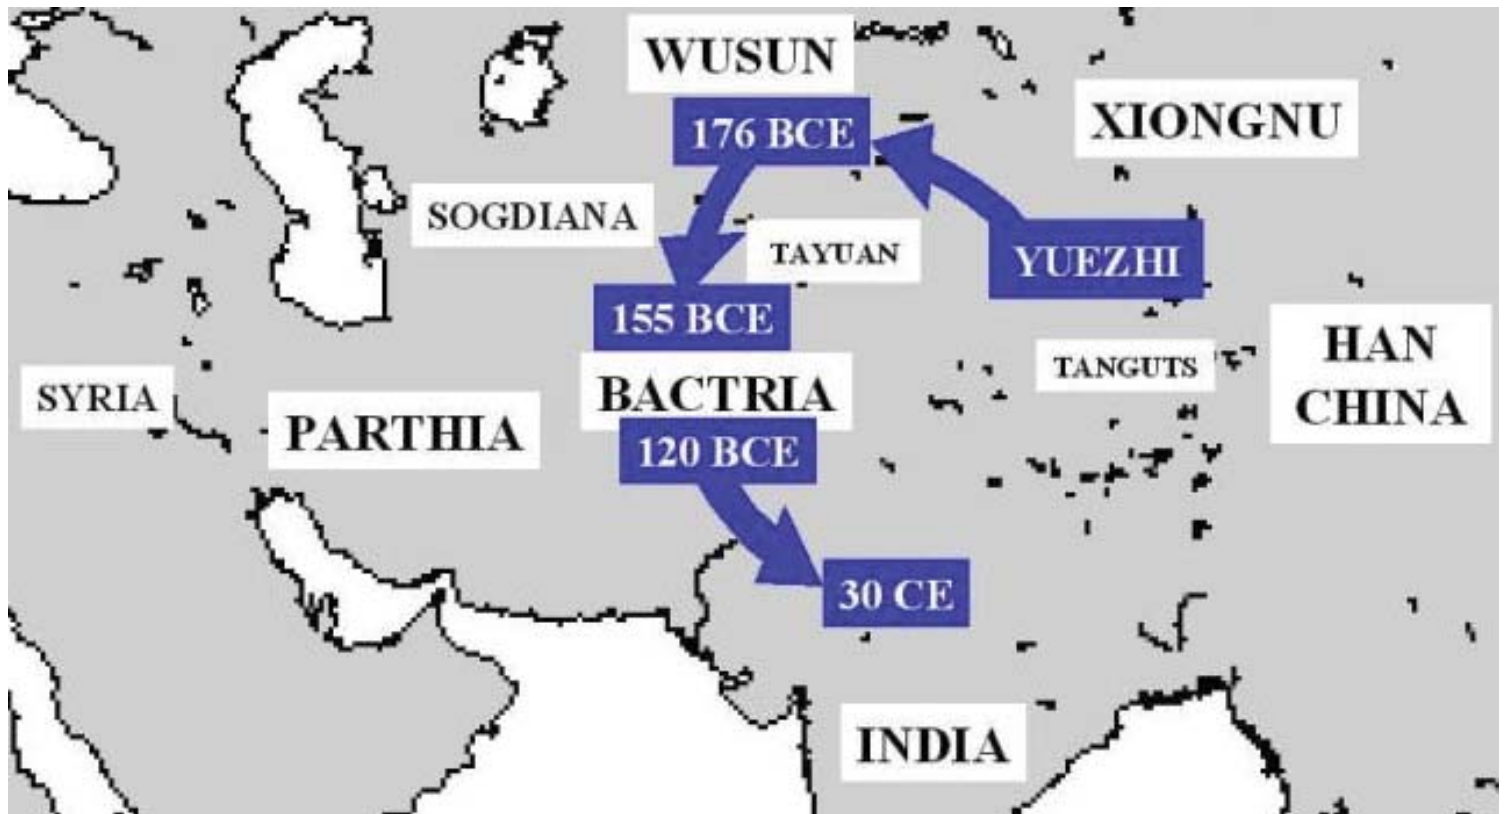 WUSUN
176 BCE
XIONGNU
SOGDIANA
TAYUAN
YUEZHI
155 BCE
HAN
CHINA
TANGUTS
SYRIA
BACTRIA
PARTHIA
120 BCE
30 CE
INDIA